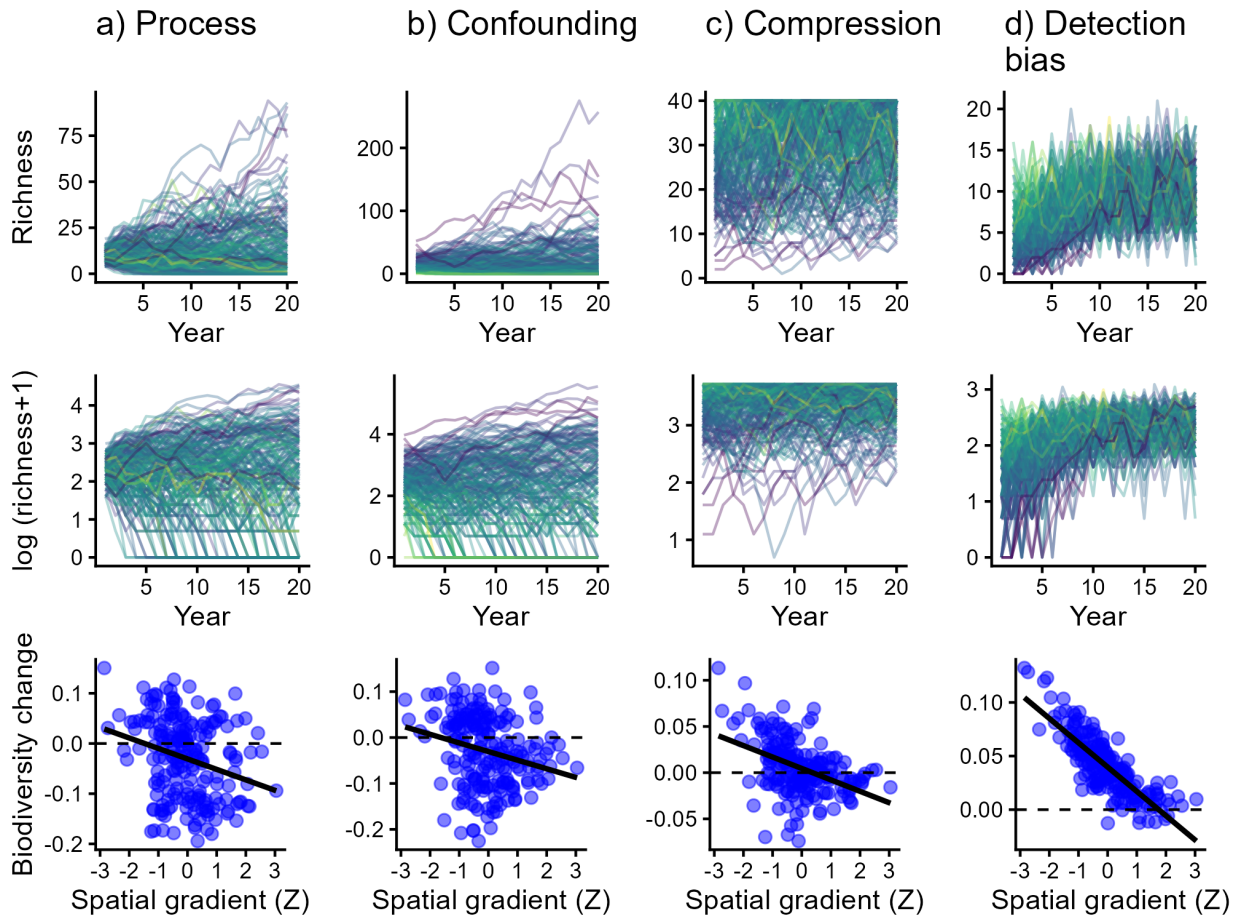 a) Process
b) Confounding
c) Compression
d) Detection
bias
Richness
75
50
25
0
5 10 15 20
Year
200
100
0
5 10 15 20
Year
40
30
20
10
0
5 10 15 20
Year
20
15
10
5
0
5 10 15 20
Year
log (richness+1)
4
3
2
1
0
5 10 15 20
Year
4
2
0
5 10 15 20
Year
3
2
1
5 10 15 20
Year
3
2
1
0
5 10 15 20
Year
Biodiversity change
0.1
0.0
-0.1
-0.2
-3 -2 -1 0 1 2 3
Spatial gradient (Z)
0.1
0.0
-0.1
-0.2
-3 -2 -1 0 1 2 3
Spatial gradient (Z)
0.10
0.05
0.00
-0.05
-3 -2 -1 0 1 2 3
Spatial gradient (Z)
0.10
0.05
0.00
-3 -2 -1 0 1 2 3
Spatial gradient (Z)